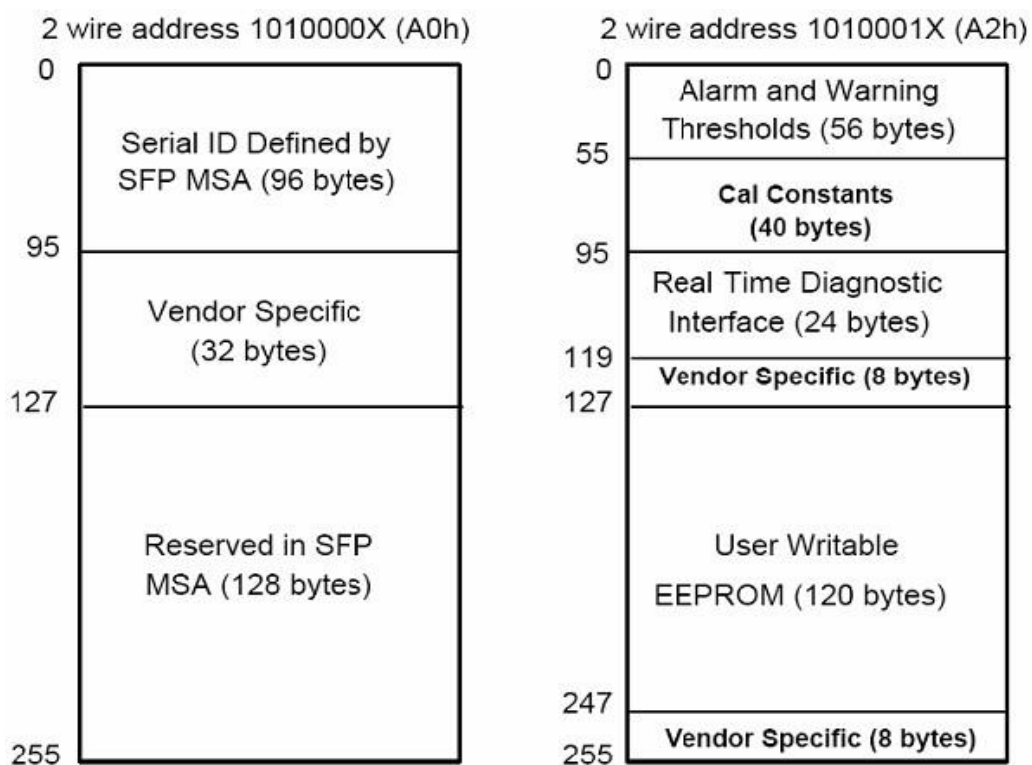 2 wire address 1010000X (A0h)
0
Serial ID Defined by
SFP MSA (96 bytes)
95
Vendor Specific
(32 bytes)
127
Reserved in SFP
MSA (128 bytes)
255
2 wire address 1010001X (A2h)
0
Alarm and Warning
Thresholds (56 bytes)
55
Cal Constants
(40 bytes)
95
Real Time Diagnostic
Interface (24 bytes)
119
Vendor Specific (8 bytes)
127
User Writable
EEPROM (120 bytes)
247
Vendor Specific (8 bytes)
255